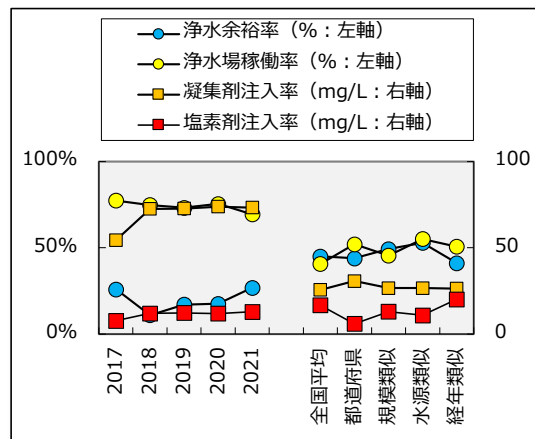 浄水余裕率（%：左軸）
浄水場稼働率（%：左軸）
凝集剤注入率（mg/L：右軸）
塩素剤注入率（mg/L：右軸）
100%
50%
0%
100
50
0
2017
2018
2019
2020
2021
全国平均
都道府県
規模類似
水源類似
経年類似